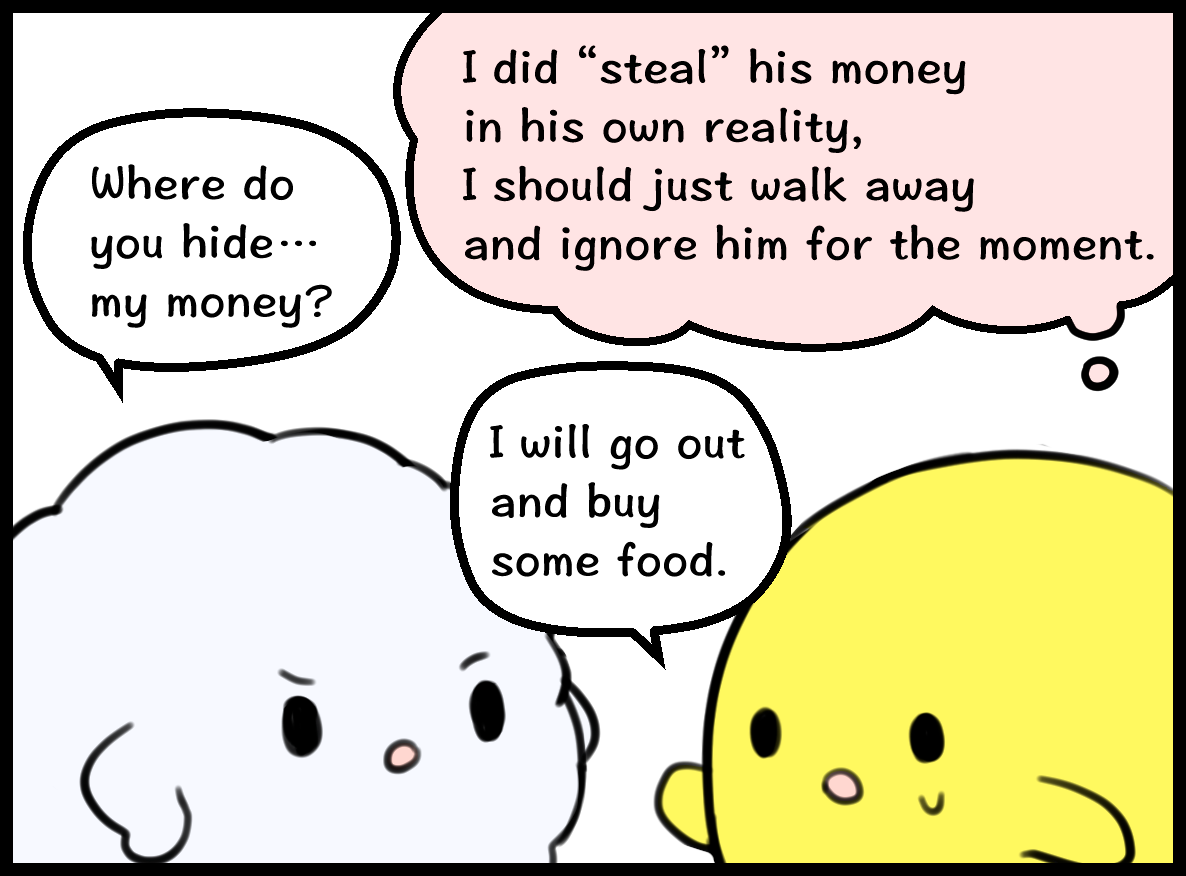 Where do
you hide…
my money?
I did “steal” his money
in his own reality,
I should just walk away
and ignore him for the moment.
I will go out
and buy
some food.